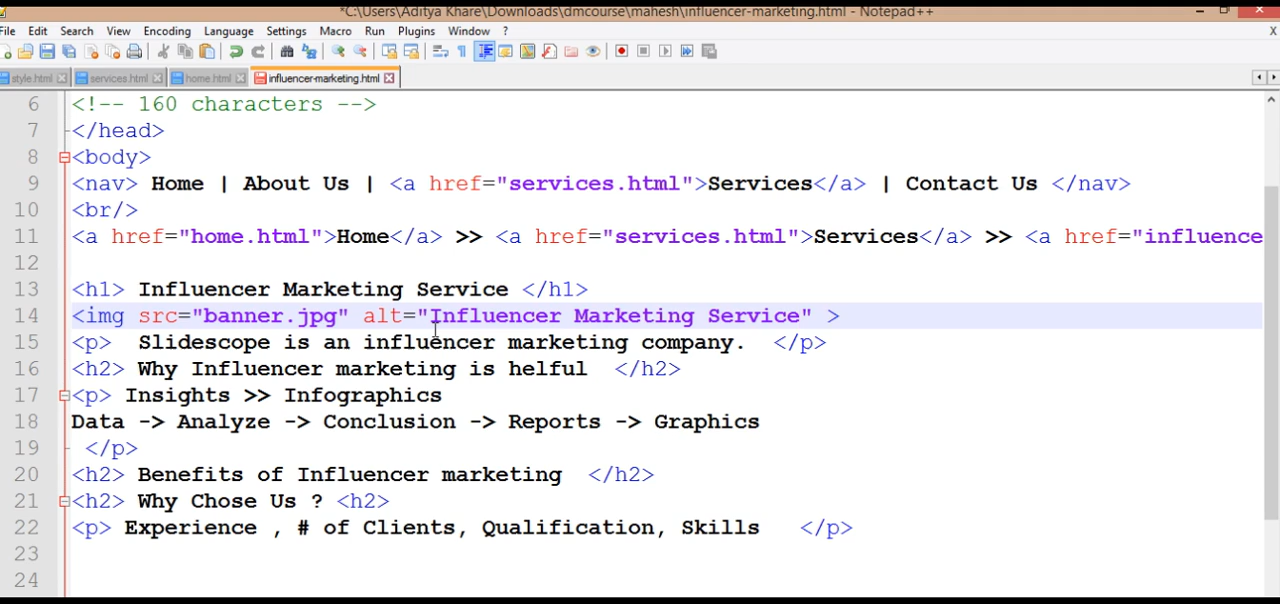 *C:\Users\Aditya Khare\Downloads\dmcourse\mahesh\influencer-marketing.html - Notepad++
File Edit Search View Encoding Language Settings Macro Run Plugins Window ? X
style.html services.html home.html influencer-marketing.html
6 <!-- 160 characters -->
7 </head>
8 <body>
9 <nav> Home | About Us | <a href="services.html">Services</a> | Contact Us </nav>
10 <br/>
11 <a href="home.html">Home</a> >> <a href="services.html">Services</a> >> <a href="influence
12
13 <h1> Influencer Marketing Service </h1>
14 <img src="banner.jpg" alt="Influencer Marketing Service" >
15 <p>  Slidescope is an influencer marketing company.  </p>
16 <h2> Why Influencer marketing is helful  </h2>
17 <p> Insights >> Infographics
18 Data -> Analyze -> Conclusion -> Reports -> Graphics
19  </p>
20 <h2> Benefits of Influencer marketing  </h2>
21 <h2> Why Chose Us ? <h2>
22 <p> Experience , # of Clients, Qualification, Skills   </p>
23
24